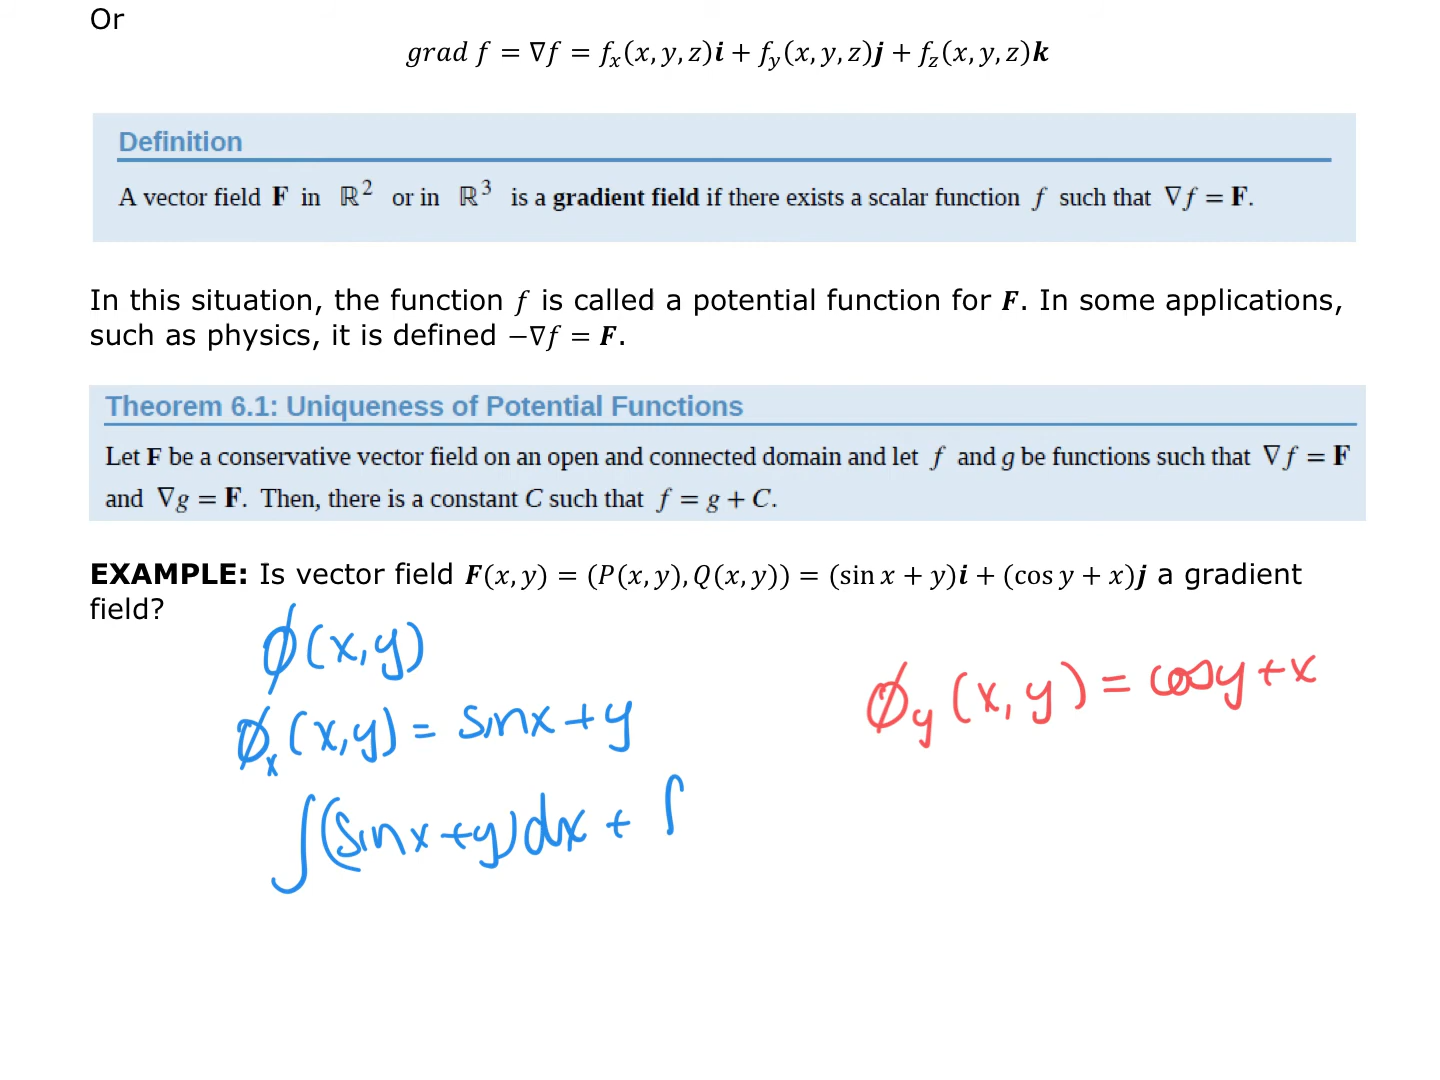 Or
grad f = ∇f = fₓ(x, y, z)i + f_y(x, y, z)j + f_z(x, y, z)k
Definition
A vector field F in ℝ² or in ℝ³ is a gradient field if there exists a scalar function f such that ∇f = F.
In this situation, the function f is called a potential function for F. In some applications,
such as physics, it is defined −∇f = F.
Theorem 6.1: Uniqueness of Potential Functions
Let F be a conservative vector field on an open and connected domain and let f and g be functions such that ∇f = F
and ∇g = F. Then, there is a constant C such that f = g + C.
EXAMPLE: Is vector field F(x, y) = (P(x, y), Q(x, y)) = (sin x + y)i + (cos y + x)j a gradient
field?
ϕ(x,y)
ϕₓ(x,y) = sinx+y
ϕ_y(x,y) = cosy+x
∫(sinx+y)dx + ∫